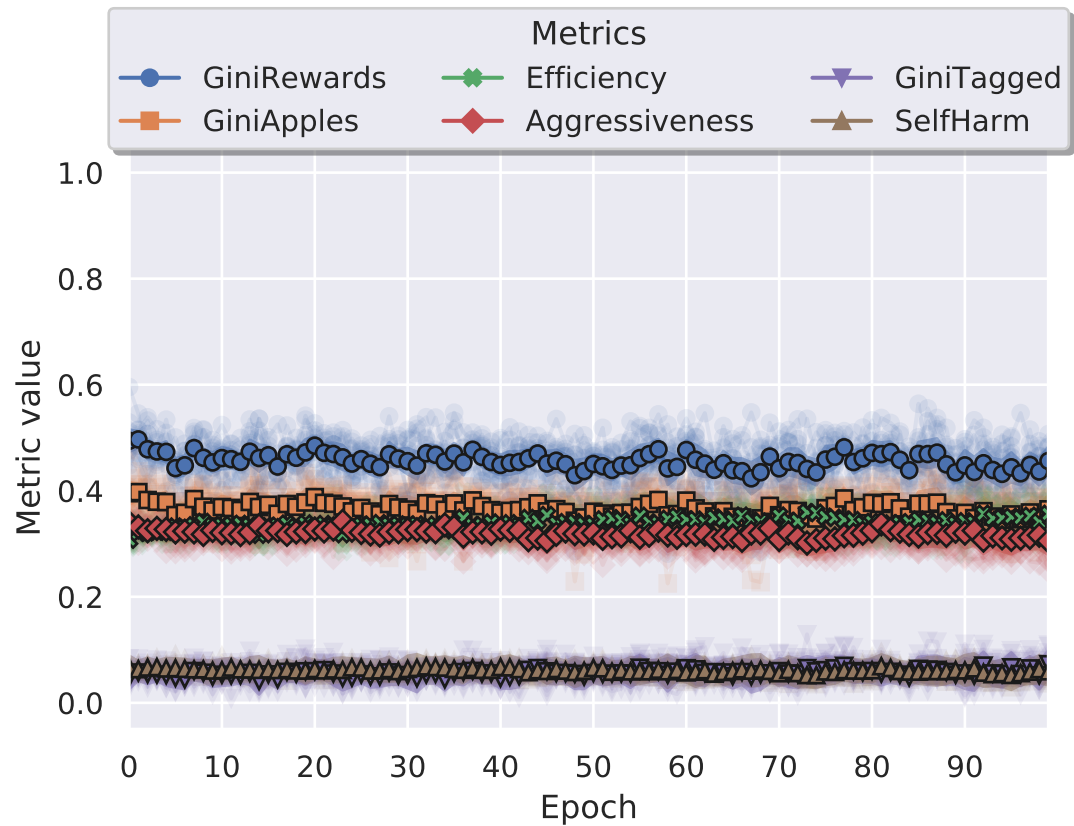 Metrics
GiniRewards Efficiency GiniTagged
GiniApples Aggressiveness SelfHarm
1.0
0.8
0.6
0.4
0.2
0.0
Metric value
0 10 20 30 40 50 60 70 80 90
Epoch